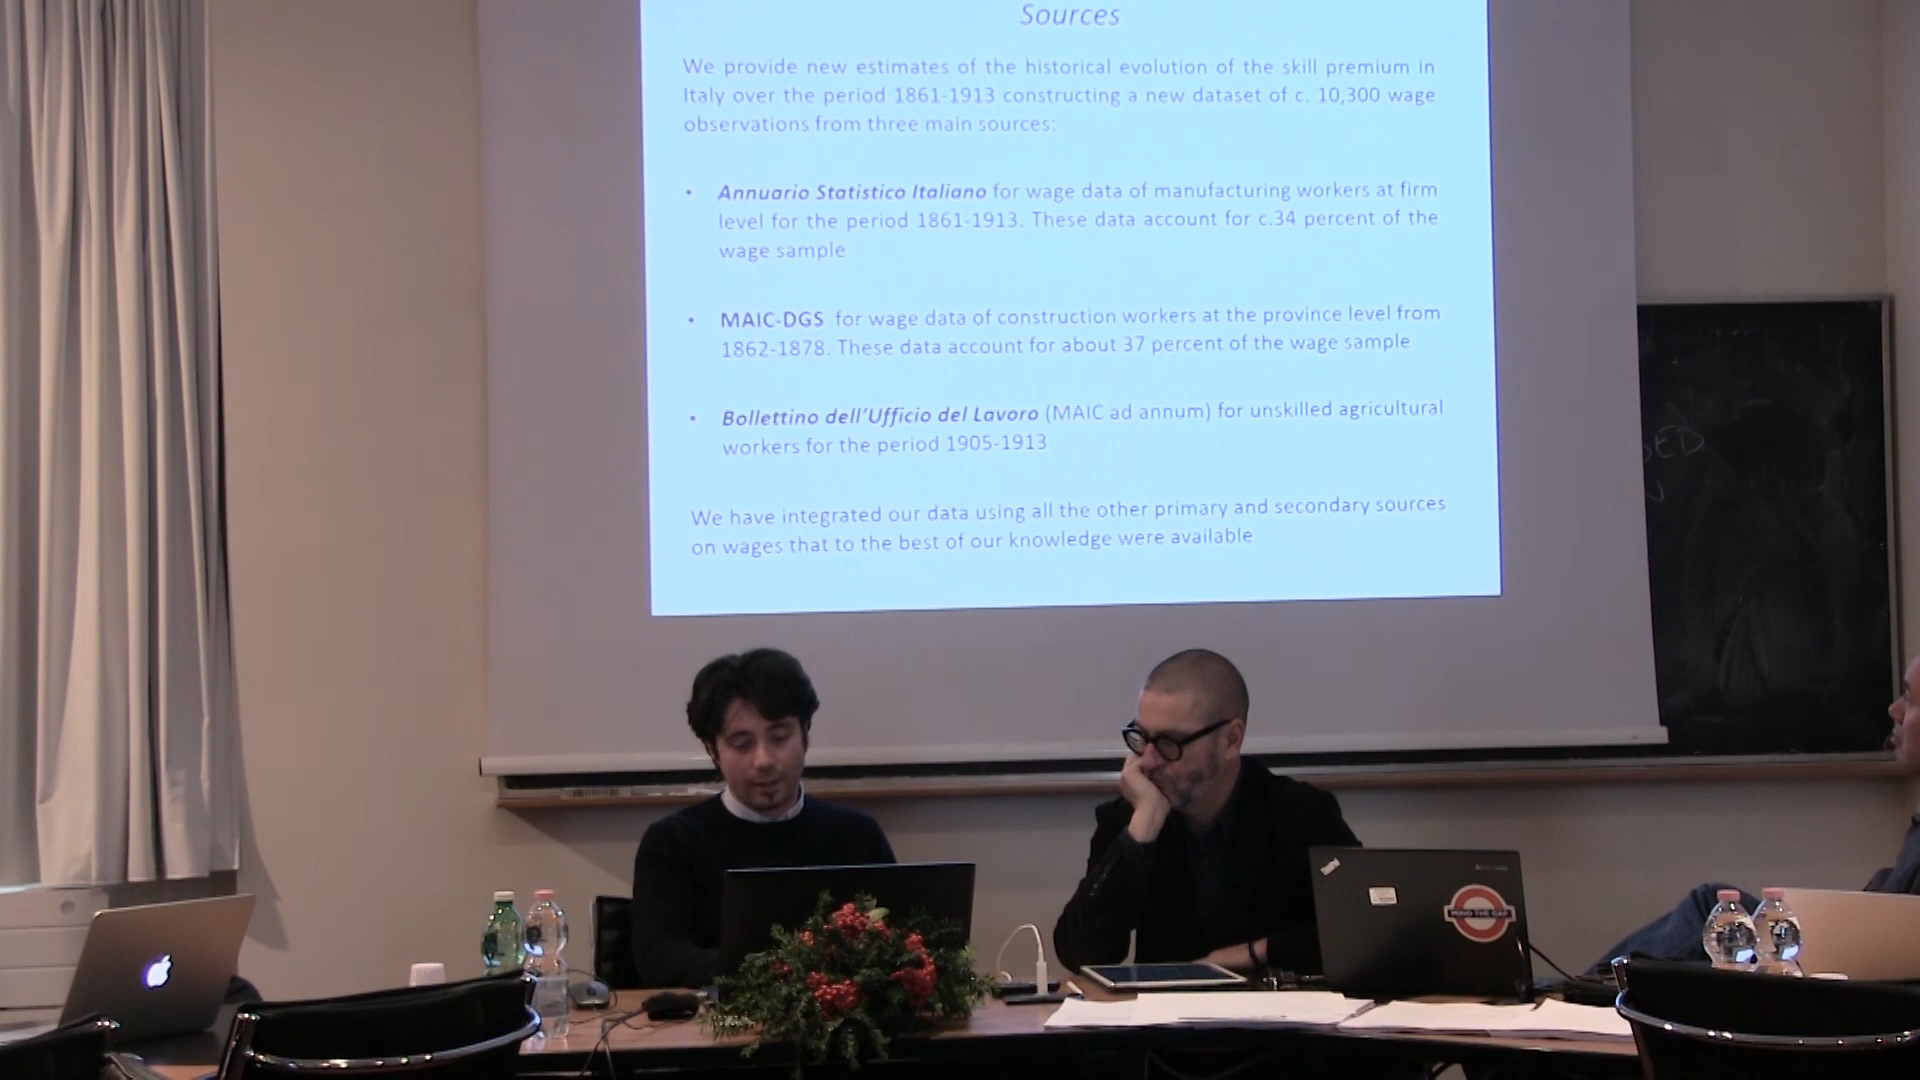 Sources
We provide new estimates of the historical evolution of the skill premium in
Italy over the period 1861-1913 constructing a new dataset of c. 10,300 wage
observations from three main sources:
• Annuario Statistico Italiano for wage data of manufacturing workers at firm
level for the period 1861-1913. These data account for c.34 percent of the
wage sample
• MAIC-DGS for wage data of construction workers at the province level from
1862-1878. These data account for about 37 percent of the wage sample
• Bollettino dell'Ufficio del Lavoro (MAIC ad annum) for unskilled agricultural
workers for the period 1905-1913
We have integrated our data using all the other primary and secondary sources
on wages that to the best of our knowledge were available
MIND THE GAP